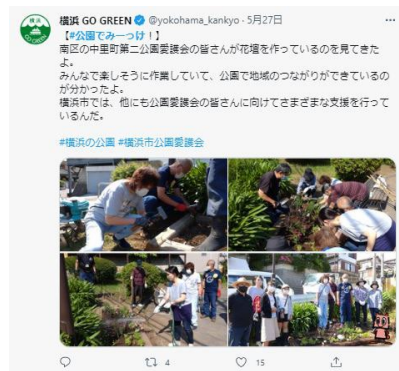 横浜 GO GREEN @yokohama_kankyo・5月27日
【#公園でみーっけ！】
南区の中里町第二公園愛護会の皆さんが花壇を作っているのを見てきた
よ。
みんなで楽しそうに作業していて、公園で地域のつながりができているの
が分かったよ。
横浜市では、他にも公園愛護会の皆さんに向けてさまざまな支援を行って
いるんだ。
#横浜の公園 #横浜市公園愛護会
4
15